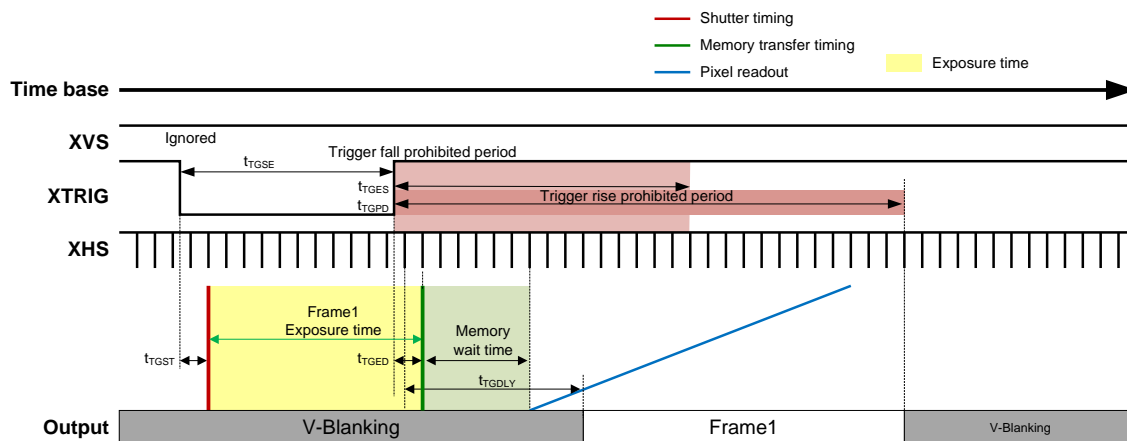 Shutter timing
Memory transfer timing
Pixel readout
Exposure time
Time base
XVS
Ignored
tTGSE
Trigger fall prohibited period
XTRIG
tTGES
tTGPD
Trigger rise prohibited period
XHS
Frame1
Exposure time
Memory
wait time
tTGST
tTGED
tTGDLY
Output
V-Blanking
Frame1
V-Blanking